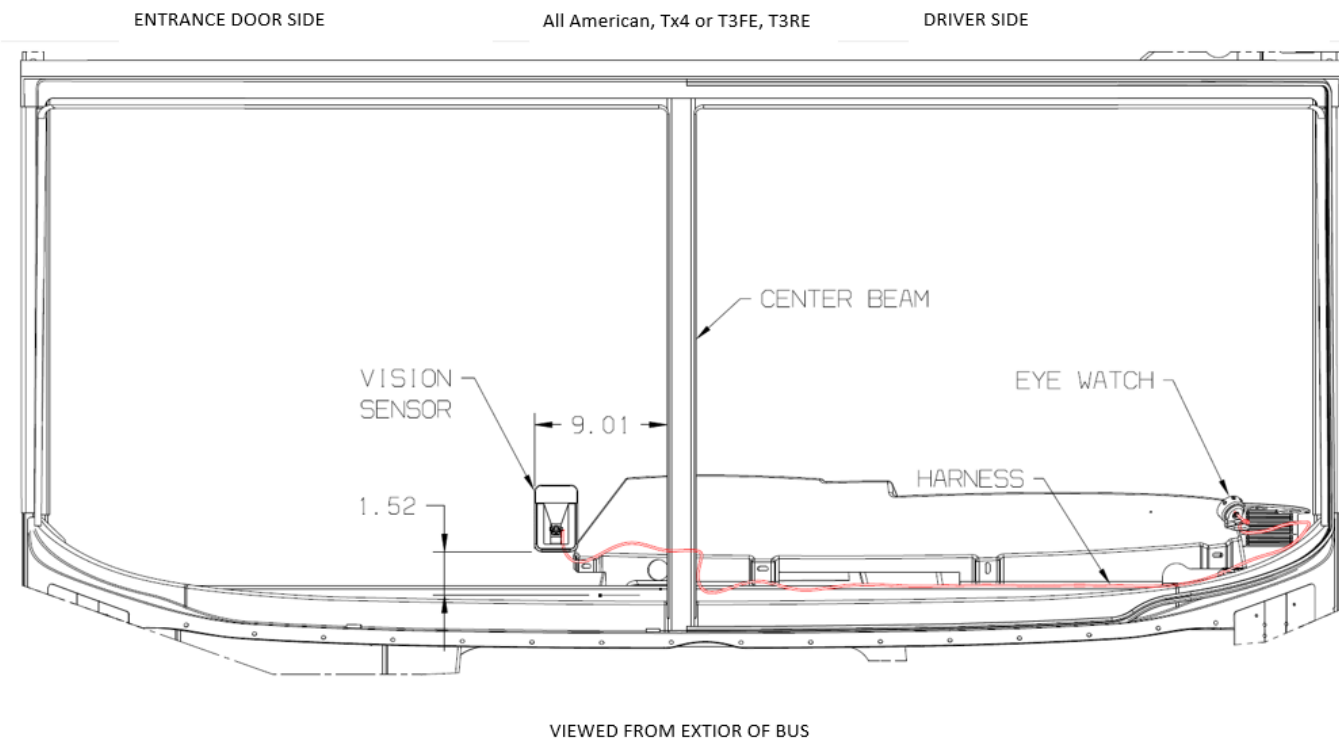 ENTRANCE DOOR SIDE
All American, Tx4 or T3FE, T3RE
DRIVER SIDE
CENTER BEAM
VISION
SENSOR
EYE WATCH
9.01
HARNESS
1.52
VIEWED FROM EXTIOR OF BUS